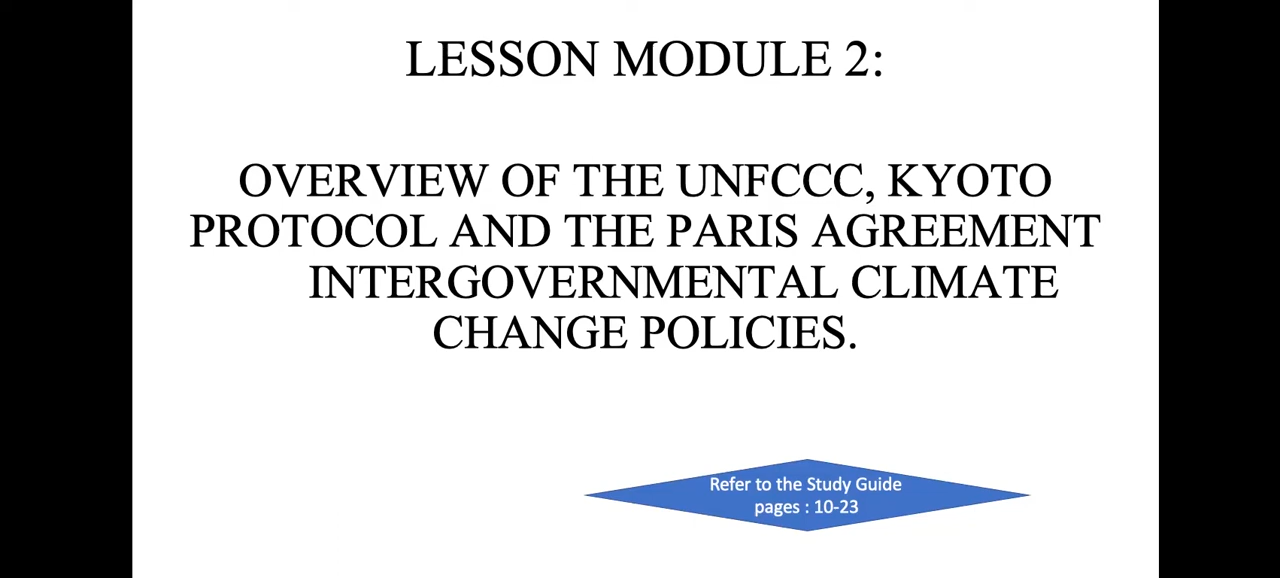 LESSON MODULE 2:
OVERVIEW OF THE UNFCCC, KYOTO
PROTOCOL AND THE PARIS AGREEMENT
INTERGOVERNMENTAL CLIMATE
CHANGE POLICIES.
Refer to the Study Guide
pages : 10-23